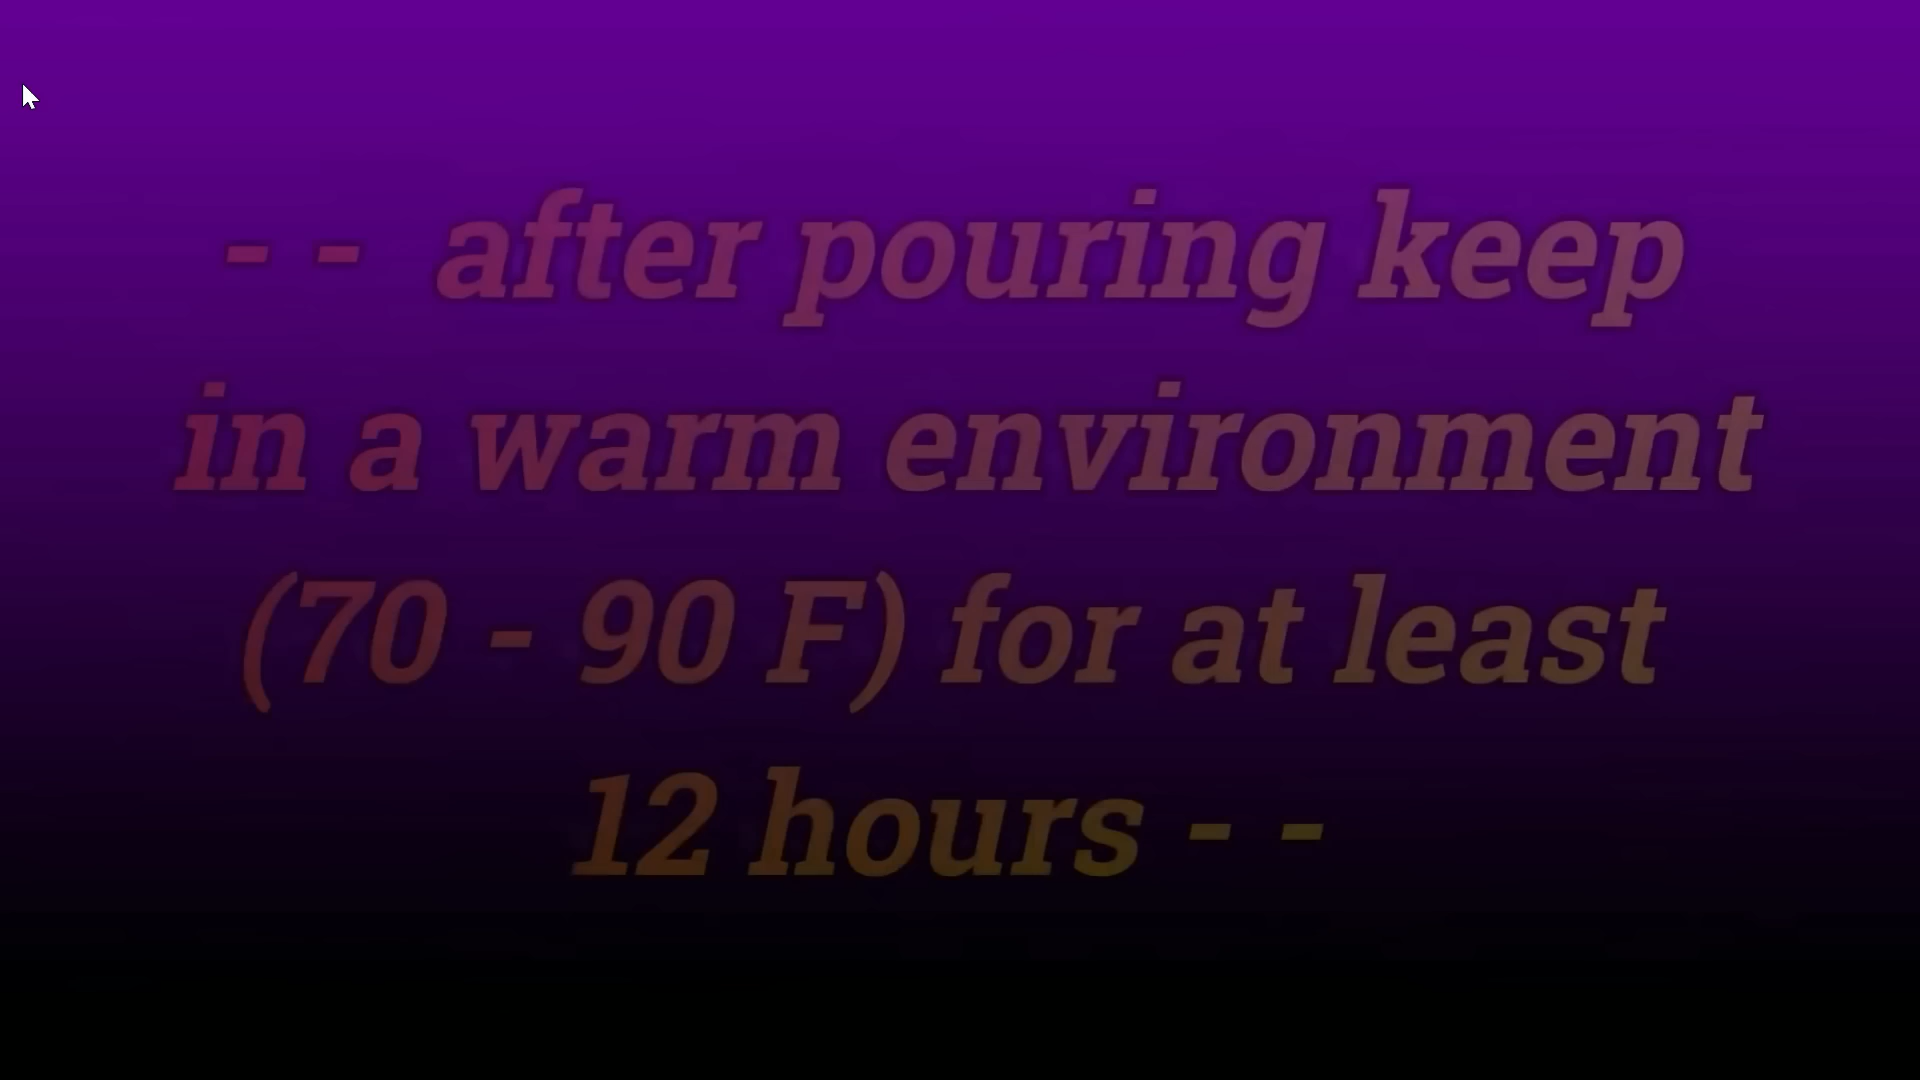 - - after pouring keep
in a warm environment
(70 - 90 F) for at least
12 hours - -